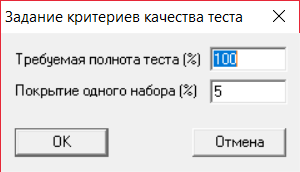 Задание критериев качества теста
Требуемая полнота теста (%) 100
Покрытие одного набора (%) 5
OK Отмена